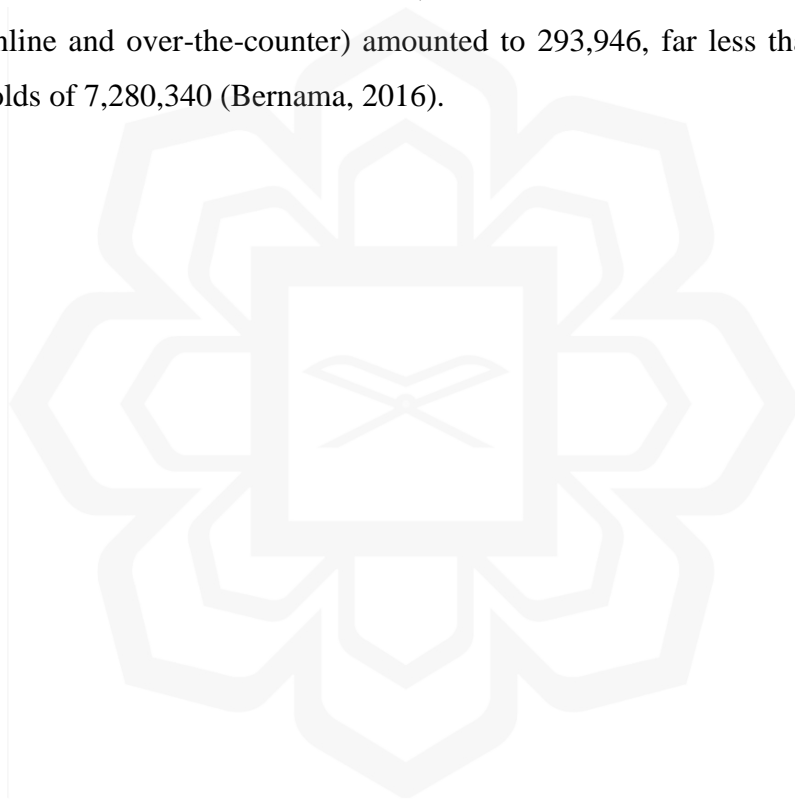 nline and over-the-counter) amounted to 293,946, far less tha
olds of 7,280,340 (Bernama, 2016).